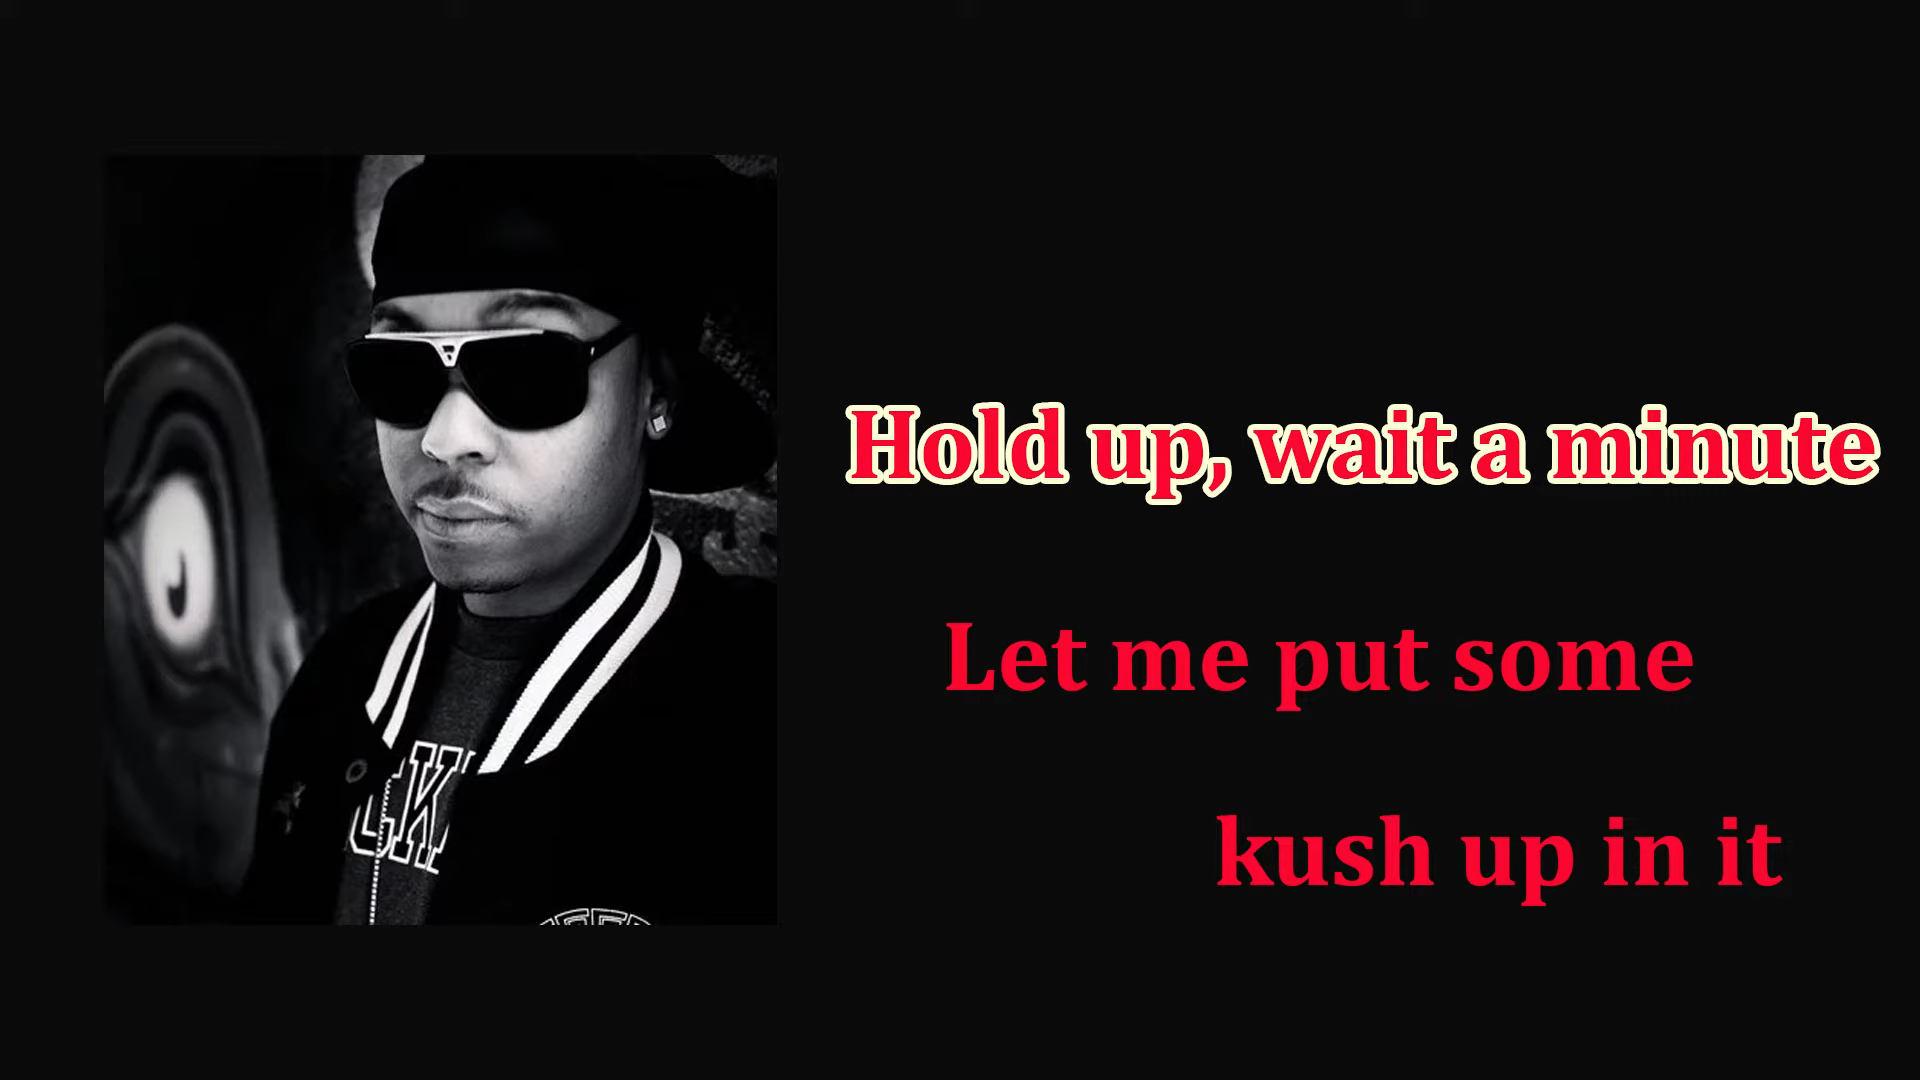 Hold up, wait a minute
Let me put some
kush up in it